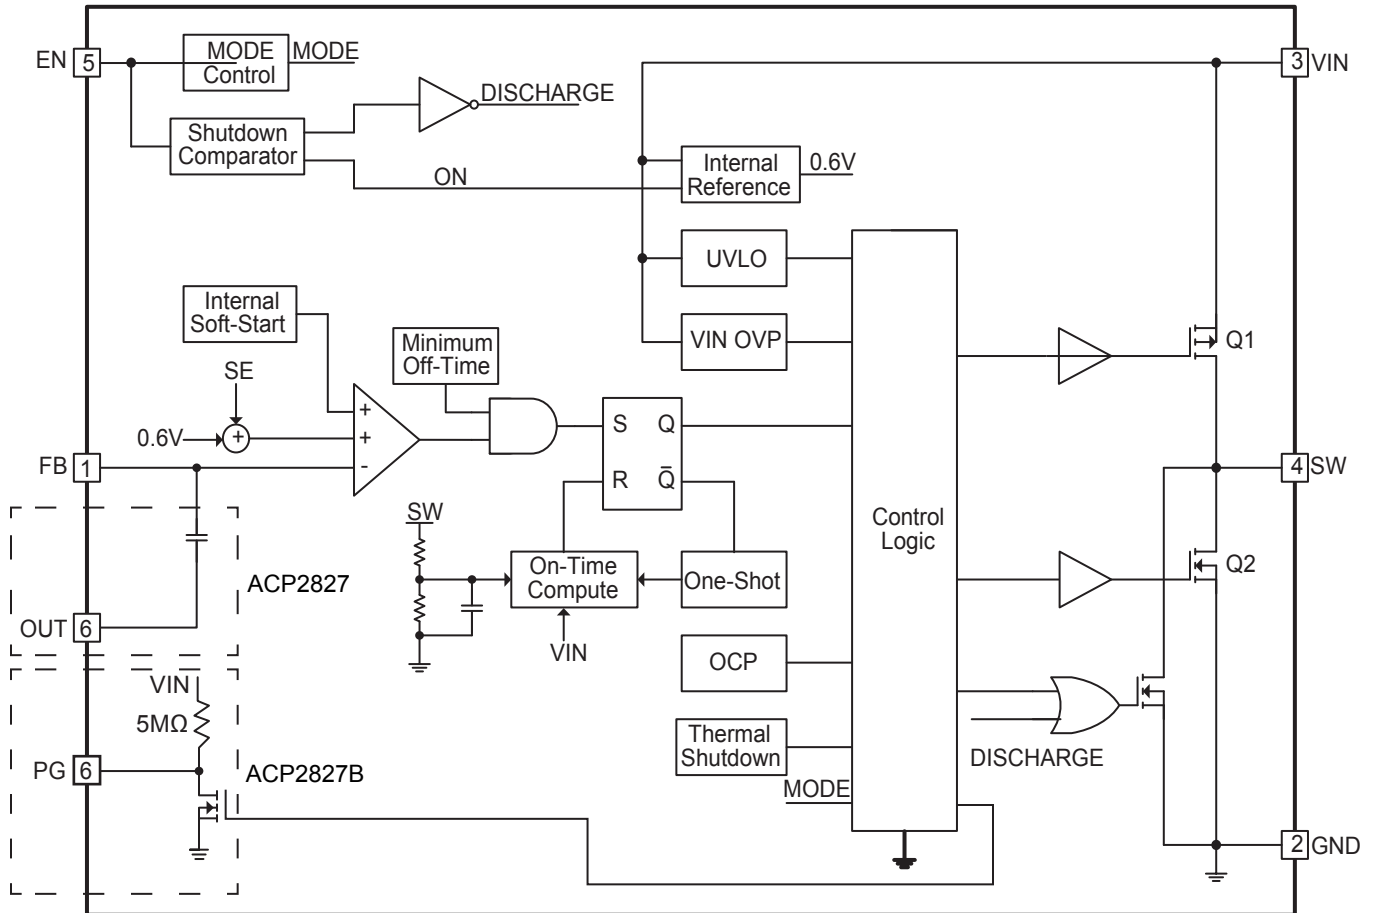 EN 5
MODE Control
MODE
3 VIN
DISCHARGE
Shutdown Comparator
ON
Internal Reference
0.6V
UVLO
Internal Soft-Start
VIN OVP
Minimum Off-Time
Q1
SE
+
0.6V
+
+
-
S Q
R Q̄
FB 1
4 SW
SW
Control Logic
On-Time Compute
One-Shot
Q2
ACP2827
OUT 6
VIN
OCP
VIN
5MΩ
Thermal Shutdown
DISCHARGE
PG 6
ACP2827B
MODE
2 GND